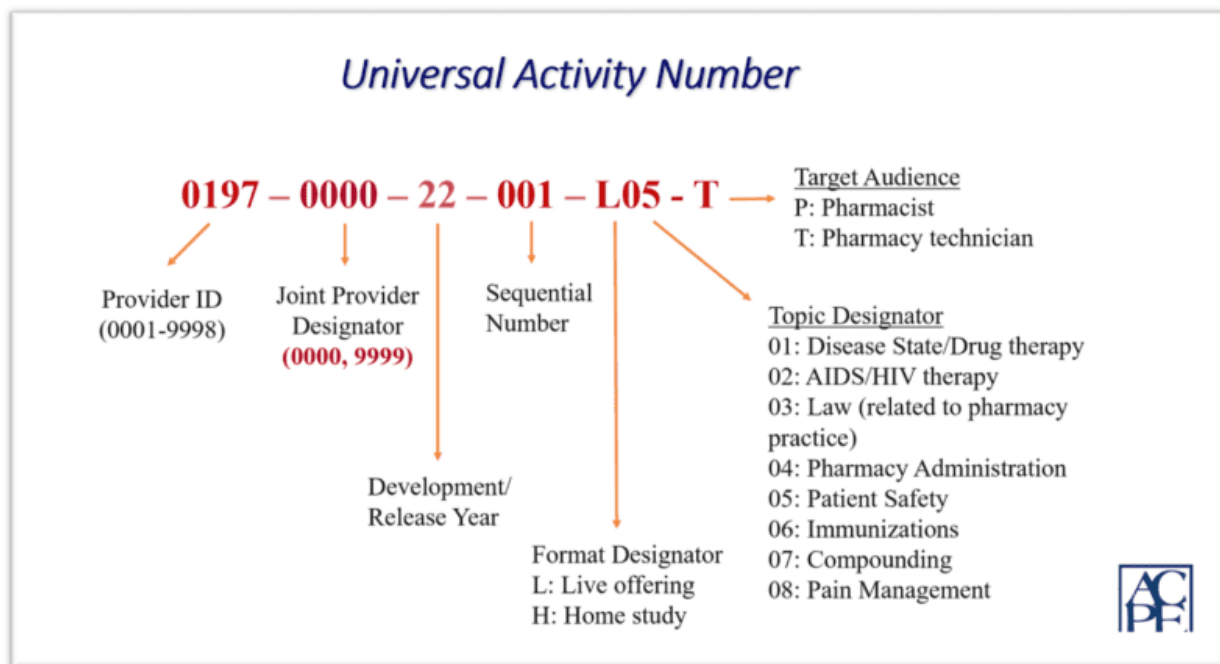 Universal Activity Number
0197 – 0000 – 22 – 001 – L05 - T
Target Audience
P: Pharmacist
T: Pharmacy technician
Provider ID
(0001-9998)
Joint Provider
Designator
(0000, 9999)
Sequential
Number
Topic Designator
01: Disease State/Drug therapy
02: AIDS/HIV therapy
03: Law (related to pharmacy
practice)
04: Pharmacy Administration
05: Patient Safety
06: Immunizations
07: Compounding
08: Pain Management
Development/
Release Year
Format Designator
L: Live offering
H: Home study
AC
PE